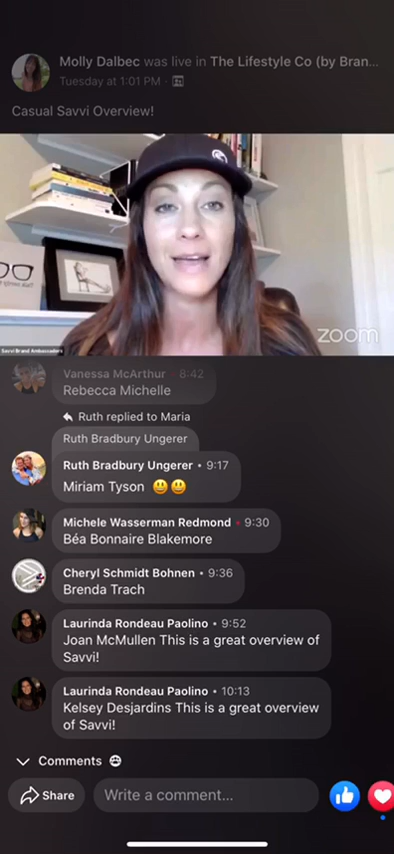 Molly Dalbec was live in The Lifestyle Co (by Bran...
Tuesday at 1:01 PM ·
Casual Savvi Overview!
Savvi Brand Ambassadors
zoom
Vanessa McArthur • 8:42
Rebecca Michelle
Ruth replied to Maria
Ruth Bradbury Ungerer
Ruth Bradbury Ungerer • 9:17
Miriam Tyson 😃😃
Michele Wasserman Redmond • 9:30
Béa Bonnaire Blakemore
Cheryl Schmidt Bohnen • 9:36
Brenda Trach
Laurinda Rondeau Paolino • 9:52
Joan McMullen This is a great overview of
Savvi!
Laurinda Rondeau Paolino • 10:13
Kelsey Desjardins This is a great overview
of Savvi!
Comments
Share
Write a comment...